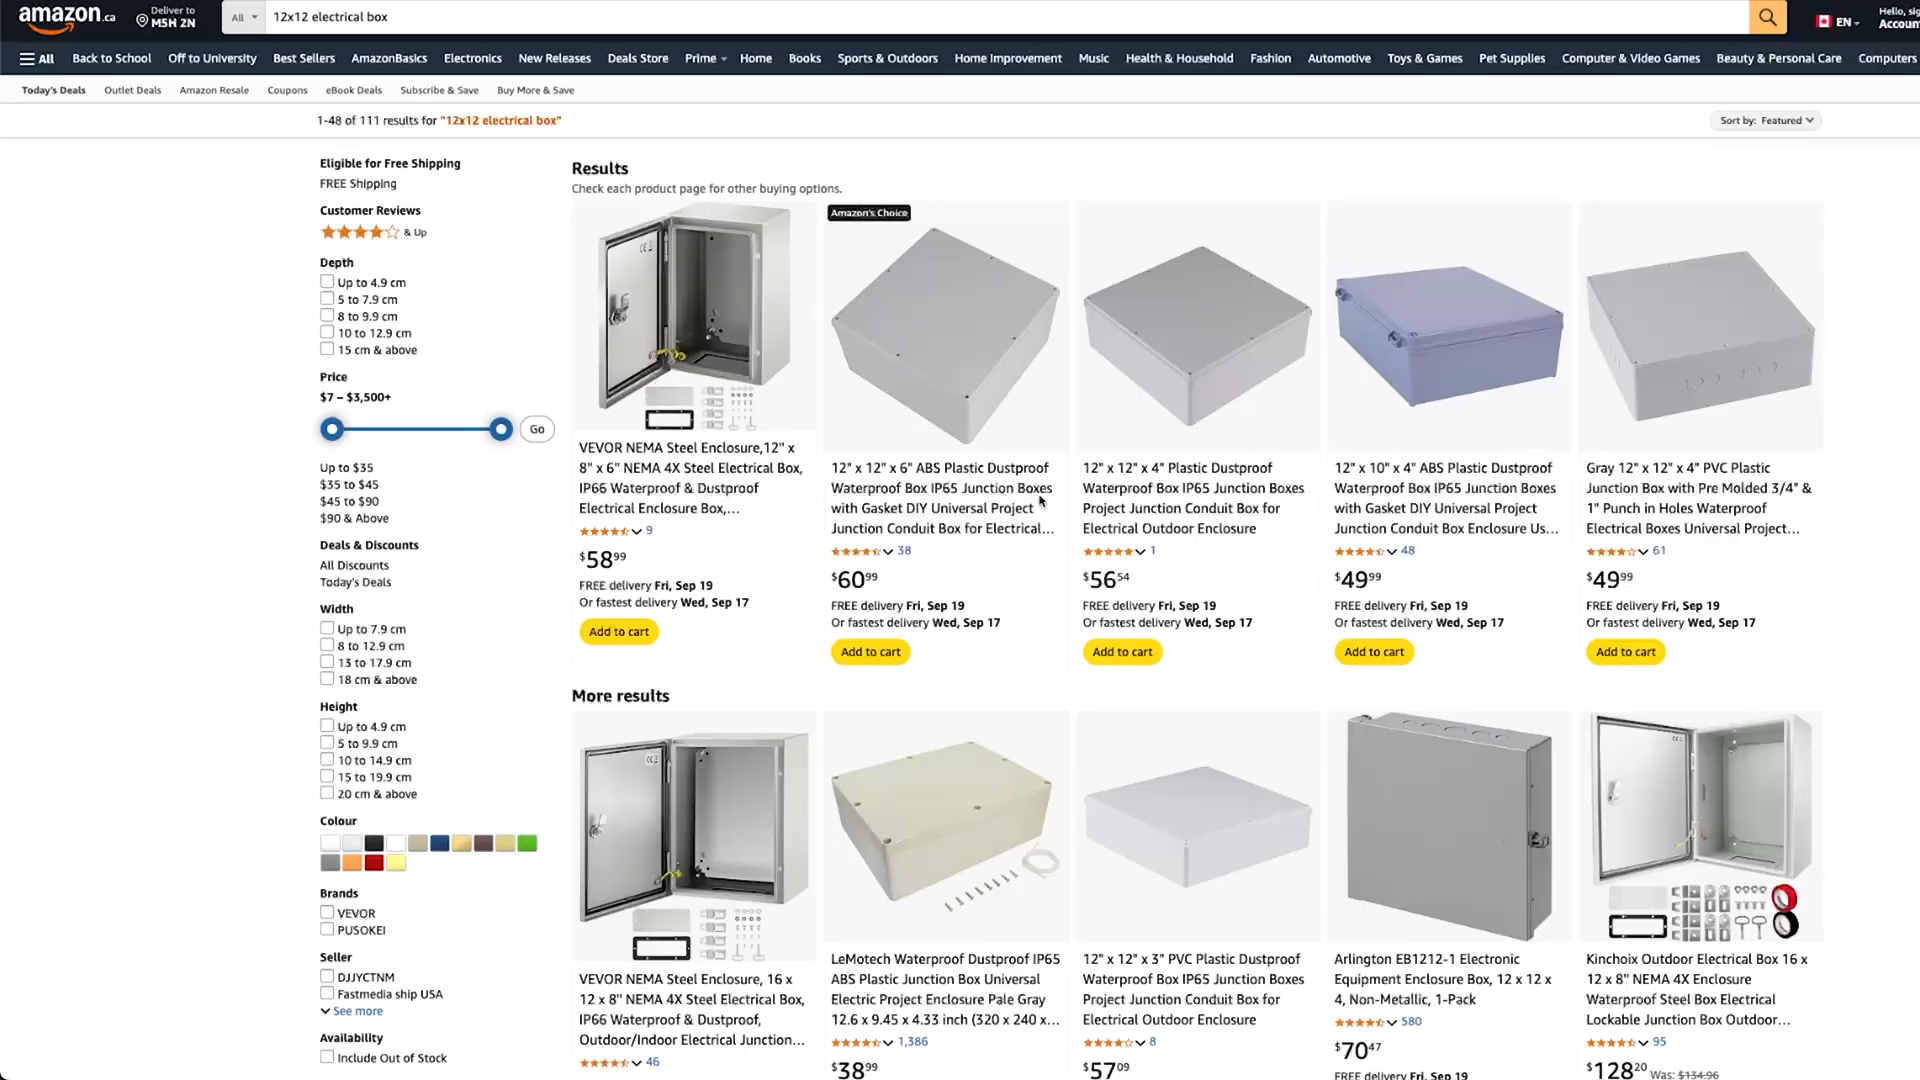 amazon.ca
Deliver to
M5H 2N
All
12x12 electrical box
EN
Hello, sig
Accoun
All
Back to School
Off to University
Best Sellers
AmazonBasics
Electronics
New Releases
Deals Store
Prime
Home
Books
Sports & Outdoors
Home Improvement
Music
Health & Household
Fashion
Automotive
Toys & Games
Pet Supplies
Computer & Video Games
Beauty & Personal Care
Computers
Today's Deals
Outlet Deals
Amazon Resale
Coupons
eBook Deals
Subscribe & Save
Buy More & Save
1-48 of 111 results for "12x12 electrical box"
Sort by: Featured
Eligible for Free Shipping
FREE Shipping
Customer Reviews
& Up
Depth
Up to 4.9 cm
5 to 7.9 cm
8 to 9.9 cm
10 to 12.9 cm
15 cm & above
Price
$7 – $3,500+
Go
Up to $35
$35 to $45
$45 to $90
$90 & Above
Deals & Discounts
All Discounts
Today's Deals
Width
Up to 7.9 cm
8 to 12.9 cm
13 to 17.9 cm
18 cm & above
Height
Up to 4.9 cm
5 to 9.9 cm
10 to 14.9 cm
15 to 19.9 cm
20 cm & above
Colour
Brands
VEVOR
PUSOKEI
Seller
DJJYCTNM
Fastmedia ship USA
See more
Availability
Include Out of Stock
Results
Check each product page for other buying options.
VEVOR NEMA Steel Enclosure,12'' x
8'' x 6'' NEMA 4X Steel Electrical Box,
IP66 Waterproof & Dustproof
Electrical Enclosure Box,...
9
$58 99
FREE delivery Fri, Sep 19
Or fastest delivery Wed, Sep 17
Add to cart
Amazon's Choice
12" x 12" x 6" ABS Plastic Dustproof
Waterproof Box IP65 Junction Boxes
with Gasket DIY Universal Project
Junction Conduit Box for Electrical...
38
$60 99
FREE delivery Fri, Sep 19
Or fastest delivery Wed, Sep 17
Add to cart
12" x 12" x 4" Plastic Dustproof
Waterproof Box IP65 Junction Boxes
Project Junction Conduit Box for
Electrical Outdoor Enclosure
1
$56 54
FREE delivery Fri, Sep 19
Or fastest delivery Wed, Sep 17
Add to cart
12" x 10" x 4" ABS Plastic Dustproof
Waterproof Box IP65 Junction Boxes
with Gasket DIY Universal Project
Junction Conduit Box Enclosure Us...
48
$49 99
FREE delivery Fri, Sep 19
Or fastest delivery Wed, Sep 17
Add to cart
Gray 12" x 12" x 4" PVC Plastic
Junction Box with Pre Molded 3/4" &
1" Punch in Holes Waterproof
Electrical Boxes Universal Project...
61
$49 99
FREE delivery Fri, Sep 19
Or fastest delivery Wed, Sep 17
Add to cart
More results
VEVOR NEMA Steel Enclosure, 16 x
12 x 8'' NEMA 4X Steel Electrical Box,
IP66 Waterproof & Dustproof,
Outdoor/Indoor Electrical Junction...
46
LeMotech Waterproof Dustproof IP65
ABS Plastic Junction Box Universal
Electric Project Enclosure Pale Gray
12.6 x 9.45 x 4.33 inch (320 x 240 x...
1,386
$38 99
12" x 12" x 3" PVC Plastic Dustproof
Waterproof Box IP65 Junction Boxes
Project Junction Conduit Box for
Electrical Outdoor Enclosure
8
$57 09
Arlington EB1212-1 Electronic
Equipment Enclosure Box, 12 x 12 x
4, Non-Metallic, 1-Pack
580
$70 47
FREE delivery Fri, Sep 19
Kinchoix Outdoor Electrical Box 16 x
12 x 8'' NEMA 4X Enclosure
Waterproof Steel Box Electrical
Lockable Junction Box Outdoor...
95
$128 20 Was: $134.96